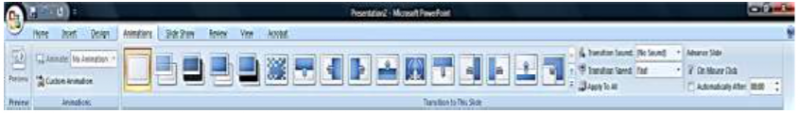 Presentation2 - Microsoft PowerPoint
Home Insert Design Animations Slide Show Review View Acrobat
Preview
Animate: No Animation
Custom Animation
Transition Sound: [No Sound]
Transition Speed: Fast
Apply To All
Advance Slide
On Mouse Click
Automatically After: 00:00
Preview Animations Transition to This Slide